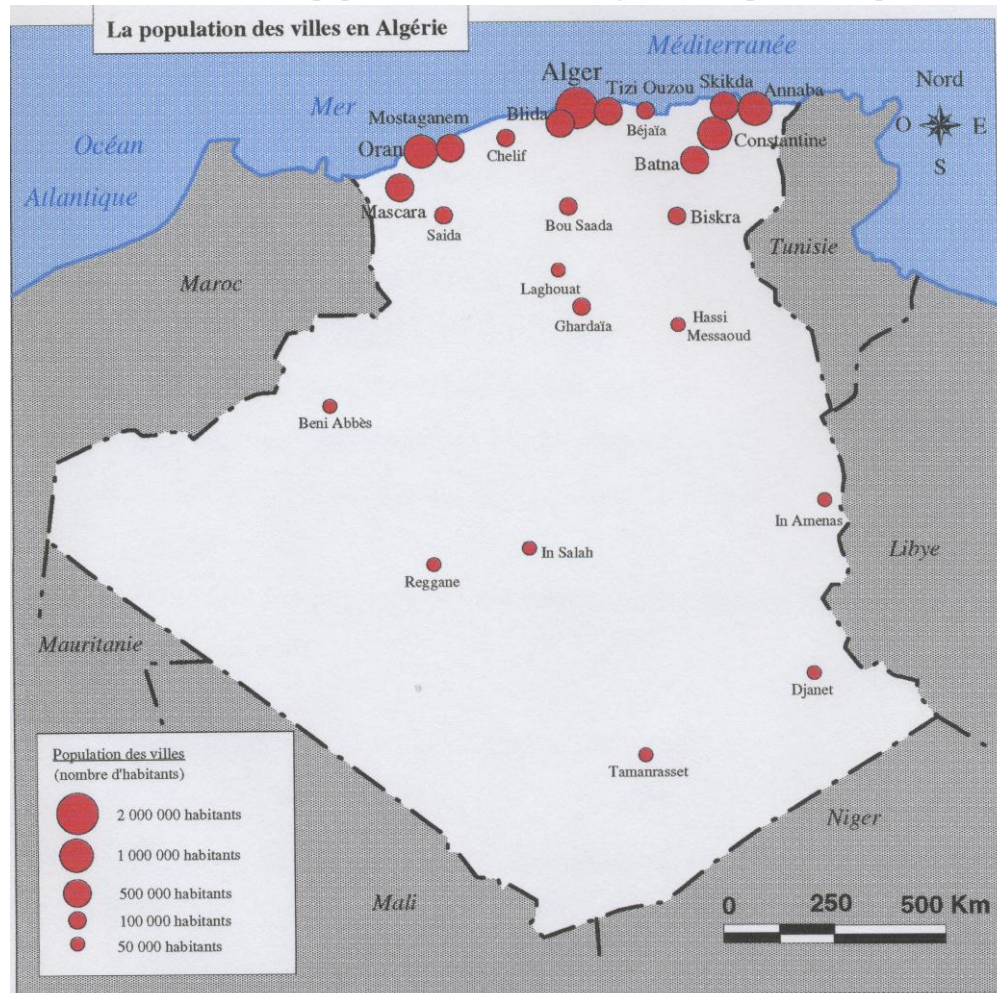 La population des villes en Algérie
Méditerranée
Mer
Océan
Atlantique
Nord
O
E
S
Alger
Tizi Ouzou
Skikda
Annaba
Blida
Béjaïa
Mostaganem
Oran
Chelif
Constantine
Batna
Mascara
Saida
Bou Saada
Biskra
Tunisie
Maroc
Laghouat
Ghardaïa
Hassi
Messaoud
Beni Abbès
In Amenas
Libye
In Salah
Reggane
Mauritanie
Djanet
Tamanrasset
Niger
Mali
Population des villes
(nombre d'habitants)
2 000 000 habitants
1 000 000 habitants
500 000 habitants
100 000 habitants
50 000 habitants
0 250 500 Km